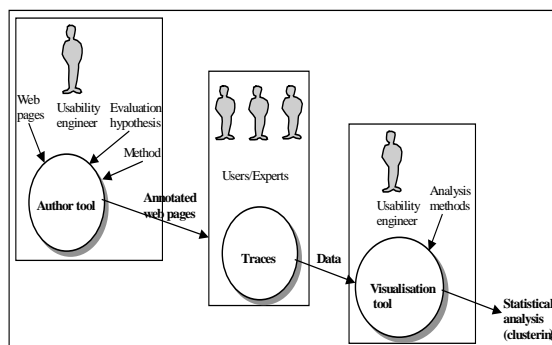 Web
pages
Usability
engineer
Evaluation
hypothesis
Method
Author tool
Annotated
web pages
Users/Experts
Traces
Data
Usability
engineer
Analysis
methods
Visualisation
tool
Statistical
analysis
(clusterin